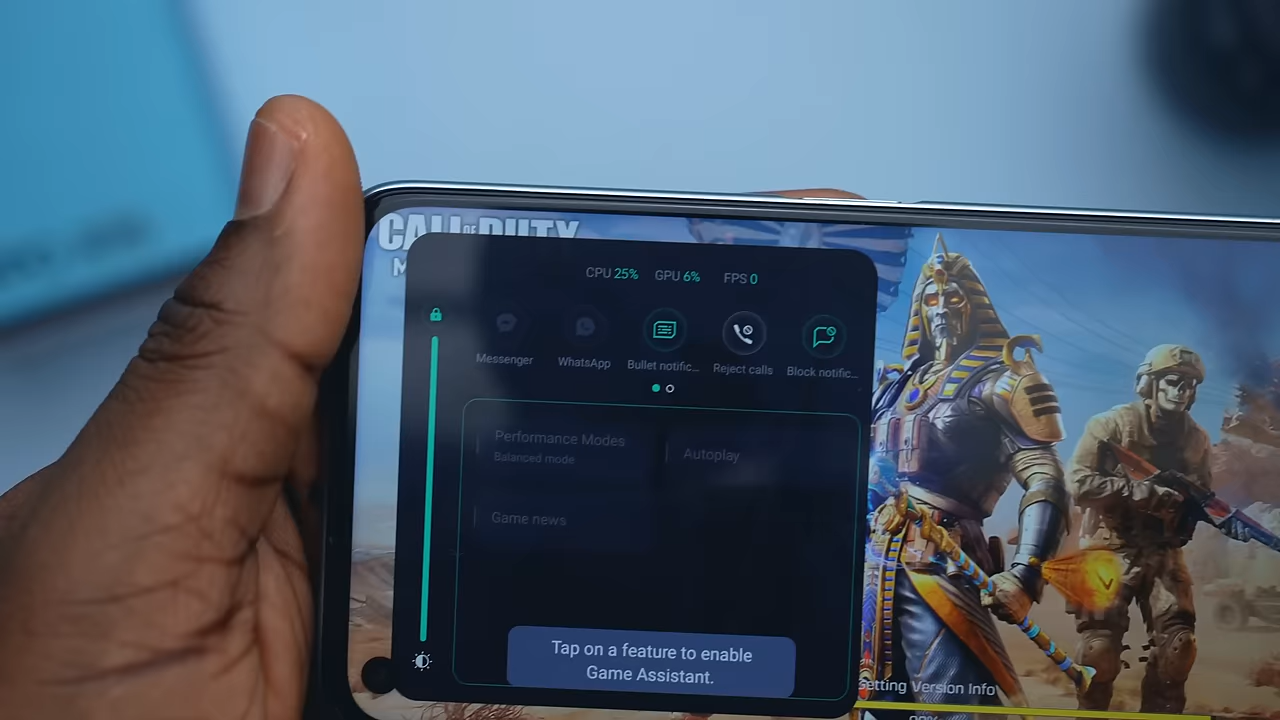 CALL OF DUTY
CPU 25% GPU 6% FPS 0
Messenger
WhatsApp
Bullet notific...
Reject calls
Block notific...
Performance Modes
Balanced mode
Autoplay
Game news
Tap on a feature to enable
Game Assistant.
etting Version Info